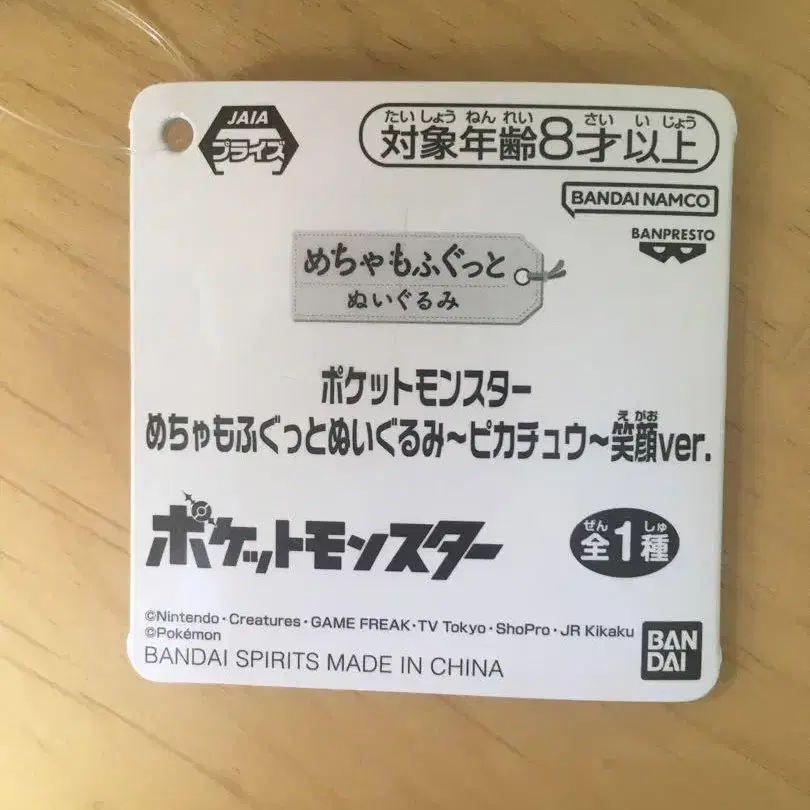 JAIA
プライズ
たいしょうねんれい さい いじょう
対象年齢8才以上
BANDAI NAMCO
BANPRESTO
めちゃもふぐっと
ぬいぐるみ
ポケットモンスター
えがお
めちゃもふぐっとぬいぐるみ～ピカチュウ～笑顔ver.
ポケットモンスター
ぜん しゅ
全1種
©Nintendo・Creatures・GAME FREAK・TV Tokyo・ShoPro・JR Kikaku
©Pokémon
BANDAI SPIRITS MADE IN CHINA
BAN
DAI